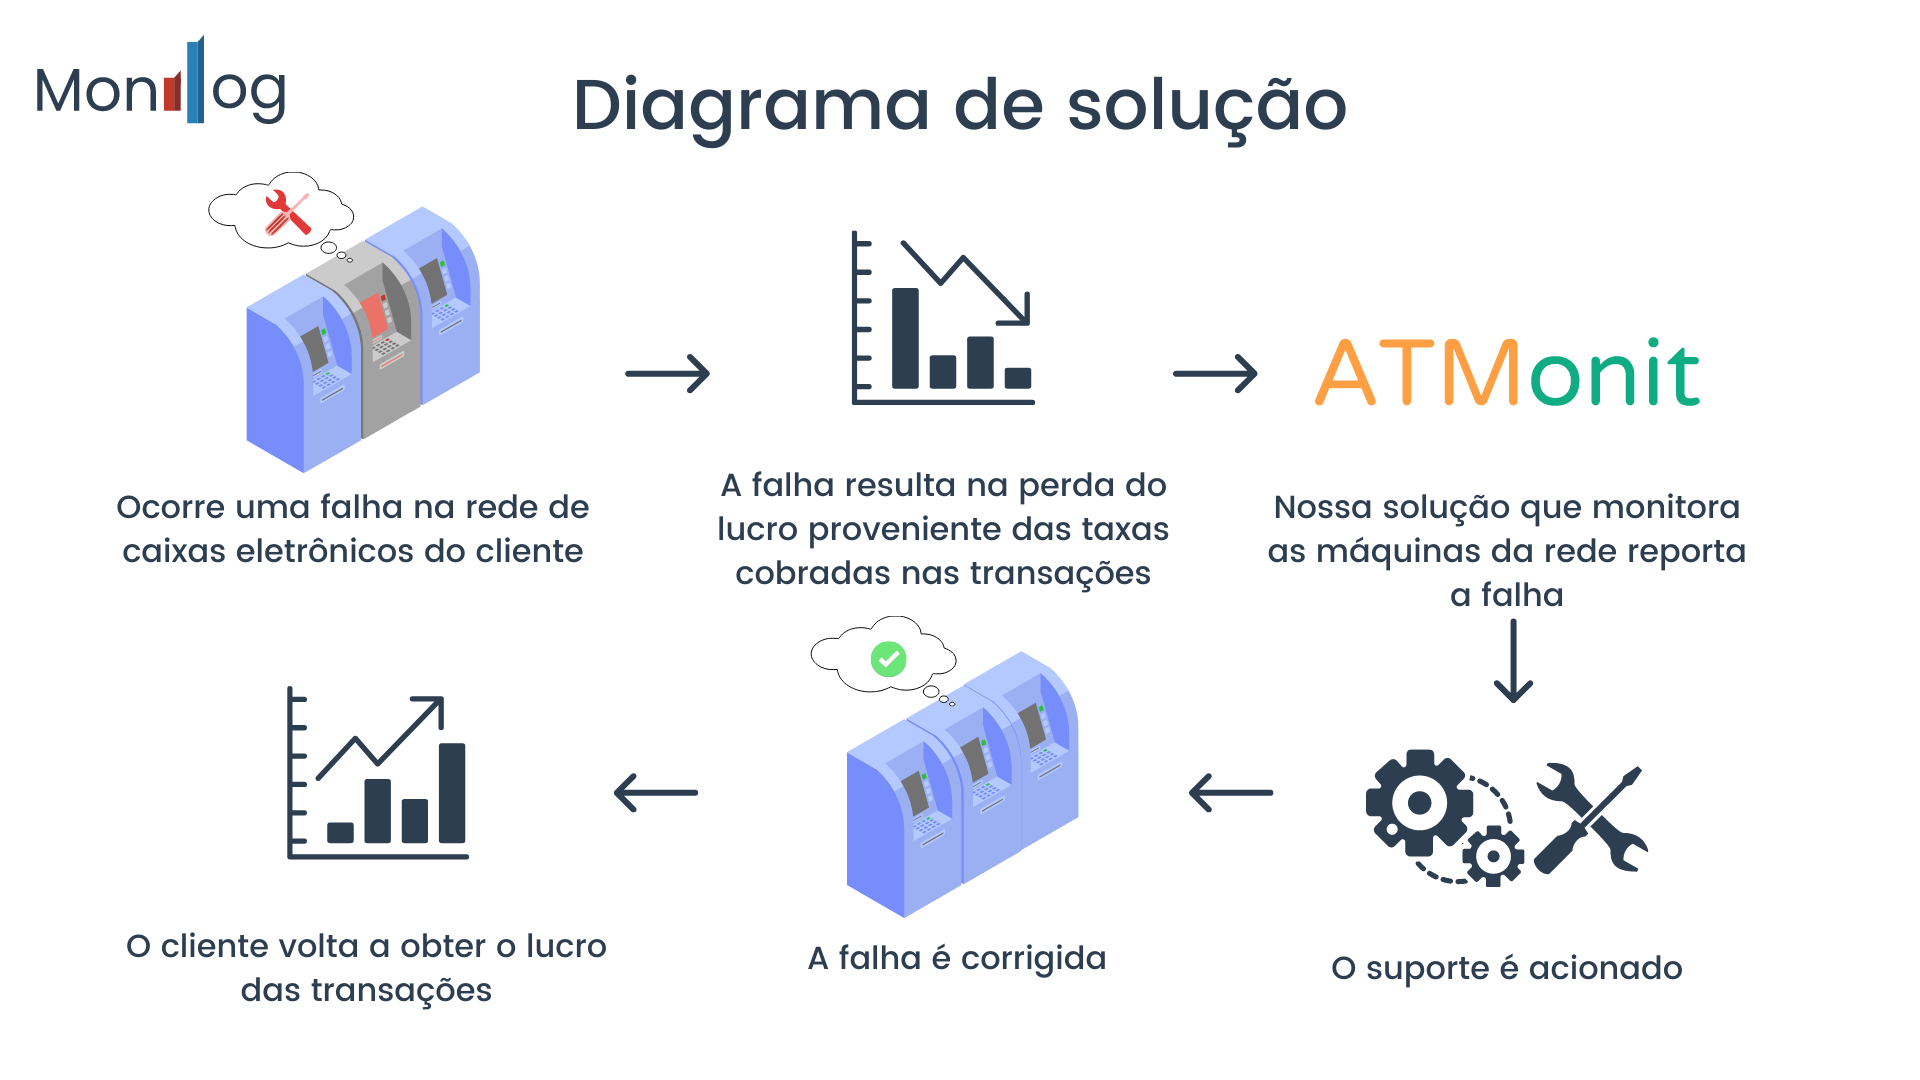 Monilog
Diagrama de solução
Ocorre uma falha na rede de
caixas eletrônicos do cliente
A falha resulta na perda do
lucro proveniente das taxas
cobradas nas transações
ATMonit
Nossa solução que monitora
as máquinas da rede reporta
a falha
O suporte é acionado
A falha é corrigida
O cliente volta a obter o lucro
das transações